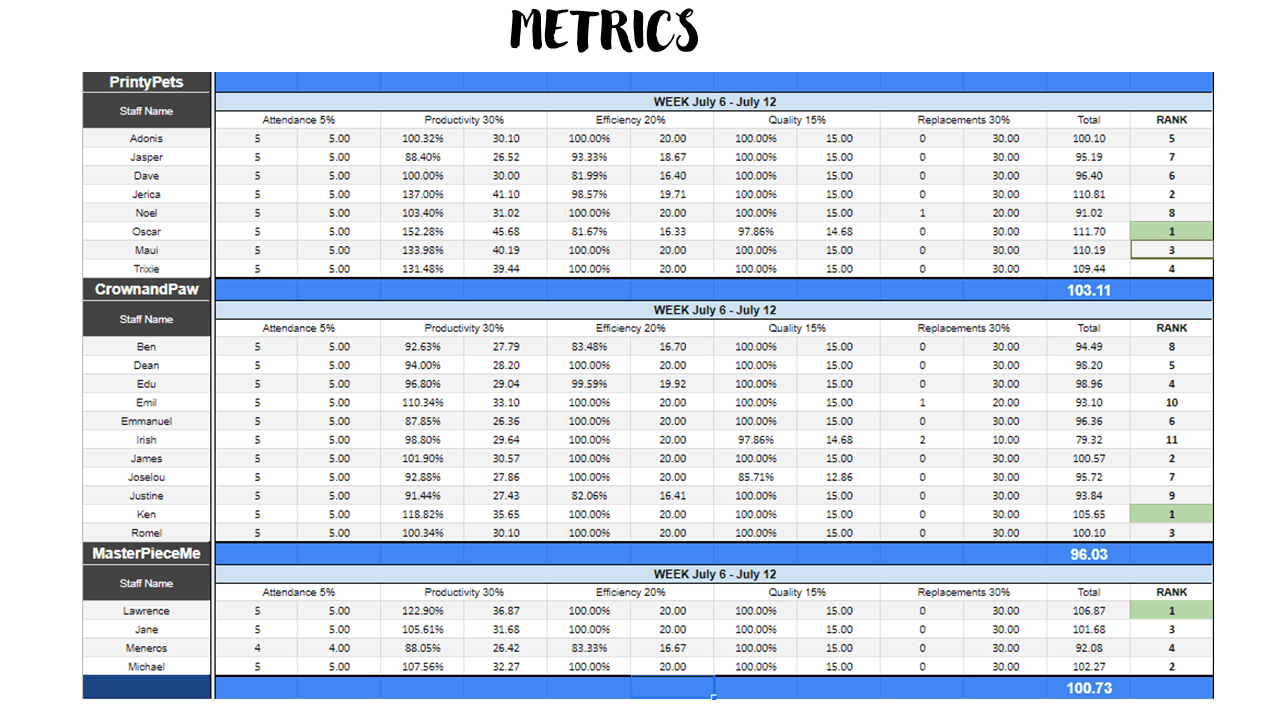 METRICS
PrintyPets
WEEK July 6 - July 12
Staff Name
Attendance 5% Productivity 30% Efficiency 20% Quality 15% Replacements 30% Total RANK
Adonis 5 5.00 100.32% 30.10 100.00% 20.00 100.00% 15.00 0 30.00 100.10 5
Jasper 5 5.00 88.40% 26.52 93.33% 18.67 100.00% 15.00 0 30.00 95.19 7
Dave 5 5.00 100.00% 30.00 81.99% 16.40 100.00% 15.00 0 30.00 96.40 6
Jerica 5 5.00 137.00% 41.10 98.57% 19.71 100.00% 15.00 0 30.00 110.81 2
Noel 5 5.00 103.40% 31.02 100.00% 20.00 100.00% 15.00 1 20.00 91.02 8
Oscar 5 5.00 152.28% 45.68 81.67% 16.33 97.86% 14.68 0 30.00 111.70 1
Maui 5 5.00 133.98% 40.19 100.00% 20.00 100.00% 15.00 0 30.00 110.19 3
Trixie 5 5.00 131.48% 39.44 100.00% 20.00 100.00% 15.00 0 30.00 109.44 4
CrownandPaw 103.11
WEEK July 6 - July 12
Staff Name
Attendance 5% Productivity 30% Efficiency 20% Quality 15% Replacements 30% Total RANK
Ben 5 5.00 92.63% 27.79 83.48% 16.70 100.00% 15.00 0 30.00 94.49 8
Dean 5 5.00 94.00% 28.20 100.00% 20.00 100.00% 15.00 0 30.00 98.20 5
Edu 5 5.00 96.80% 29.04 99.59% 19.92 100.00% 15.00 0 30.00 98.96 4
Emil 5 5.00 110.34% 33.10 100.00% 20.00 100.00% 15.00 1 20.00 93.10 10
Emmanuel 5 5.00 87.85% 26.36 100.00% 20.00 100.00% 15.00 0 30.00 96.36 6
Irish 5 5.00 98.80% 29.64 100.00% 20.00 97.86% 14.68 2 10.00 79.32 11
James 5 5.00 101.90% 30.57 100.00% 20.00 100.00% 15.00 0 30.00 100.57 2
Joselou 5 5.00 92.88% 27.86 100.00% 20.00 85.71% 12.86 0 30.00 95.72 7
Justine 5 5.00 91.44% 27.43 82.06% 16.41 100.00% 15.00 0 30.00 93.84 9
Ken 5 5.00 118.82% 35.65 100.00% 20.00 100.00% 15.00 0 30.00 105.65 1
Romel 5 5.00 100.34% 30.10 100.00% 20.00 100.00% 15.00 0 30.00 100.10 3
MasterPieceMe 96.03
WEEK July 6 - July 12
Staff Name
Attendance 5% Productivity 30% Efficiency 20% Quality 15% Replacements 30% Total RANK
Lawrence 5 5.00 122.90% 36.87 100.00% 20.00 100.00% 15.00 0 30.00 106.87 1
Jane 5 5.00 105.61% 31.68 100.00% 20.00 100.00% 15.00 0 30.00 101.68 3
Meneros 4 4.00 88.05% 26.42 83.33% 16.67 100.00% 15.00 0 30.00 92.08 4
Michael 5 5.00 107.56% 32.27 100.00% 20.00 100.00% 15.00 0 30.00 102.27 2
100.73